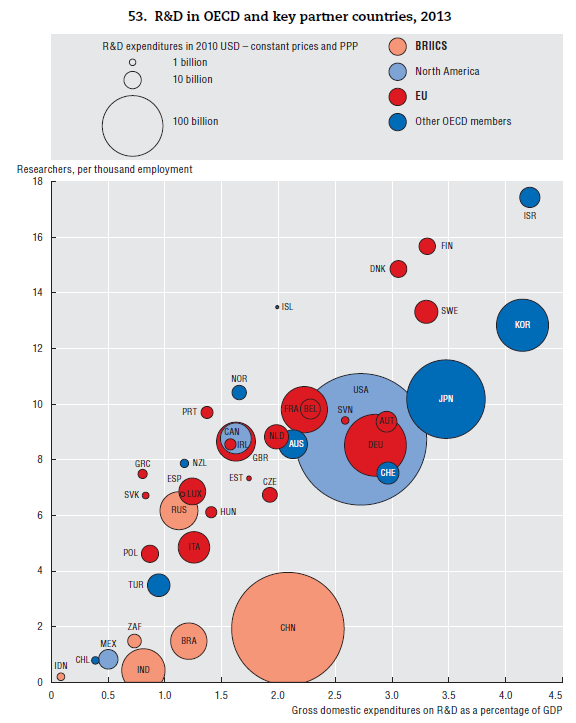 53. R&D in OECD and key partner countries, 2013
R&D expenditures in 2010 USD – constant prices and PPP
1 billion
10 billion
100 billion
BRIICS
North America
EU
Other OECD members
Researchers, per thousand employment
18
16
14
12
10
8
6
4
2
0
ISR
FIN
DNK
ISL
SWE
KOR
NOR
USA
JPN
PRT
FRA
BEL
SVN
AUT
CAN
IRL
NLD
AUS
DEU
GBR
GRC
NZL
CHE
ESP
EST
CZE
SVK
LUX
RUS
HUN
POL
ITA
TUR
ZAF
CHN
MEX
BRA
CHL
IDN
IND
0 0.5 1.0 1.5 2.0 2.5 3.0 3.5 4.0 4.5
Gross domestic expenditures on R&D as a percentage of GDP